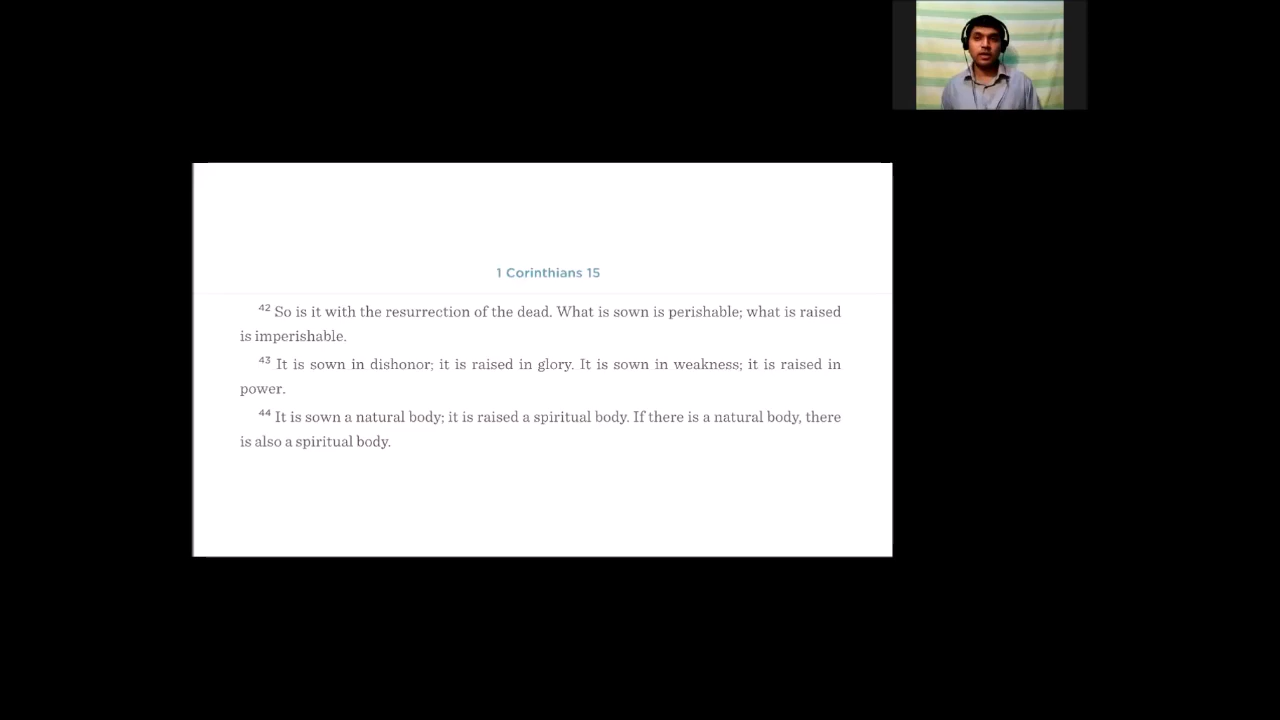 1 Corinthians 15
42 So is it with the resurrection of the dead. What is sown is perishable; what is raised
is imperishable.
43 It is sown in dishonor; it is raised in glory. It is sown in weakness; it is raised in
power.
44 It is sown a natural body; it is raised a spiritual body. If there is a natural body, there
is also a spiritual body.